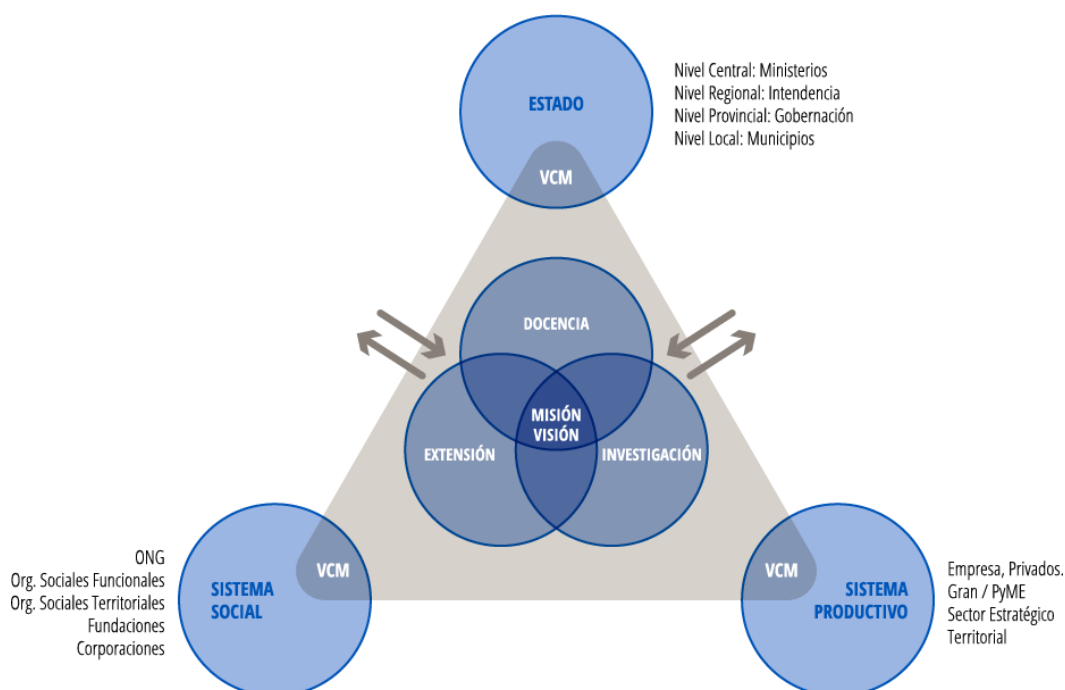 ESTADO
Nivel Central: Ministerios
Nivel Regional: Intendencia
Nivel Provincial: Gobernación
Nivel Local: Municipios
VCM
DOCENCIA
MISIÓN
VISIÓN
EXTENSIÓN
INVESTIGACIÓN
ONG
Org. Sociales Funcionales
Org. Sociales Territoriales
Fundaciones
Corporaciones
SISTEMA
SOCIAL
VCM
VCM
SISTEMA
PRODUCTIVO
Empresa, Privados.
Gran / PyME
Sector Estratégico
Territorial